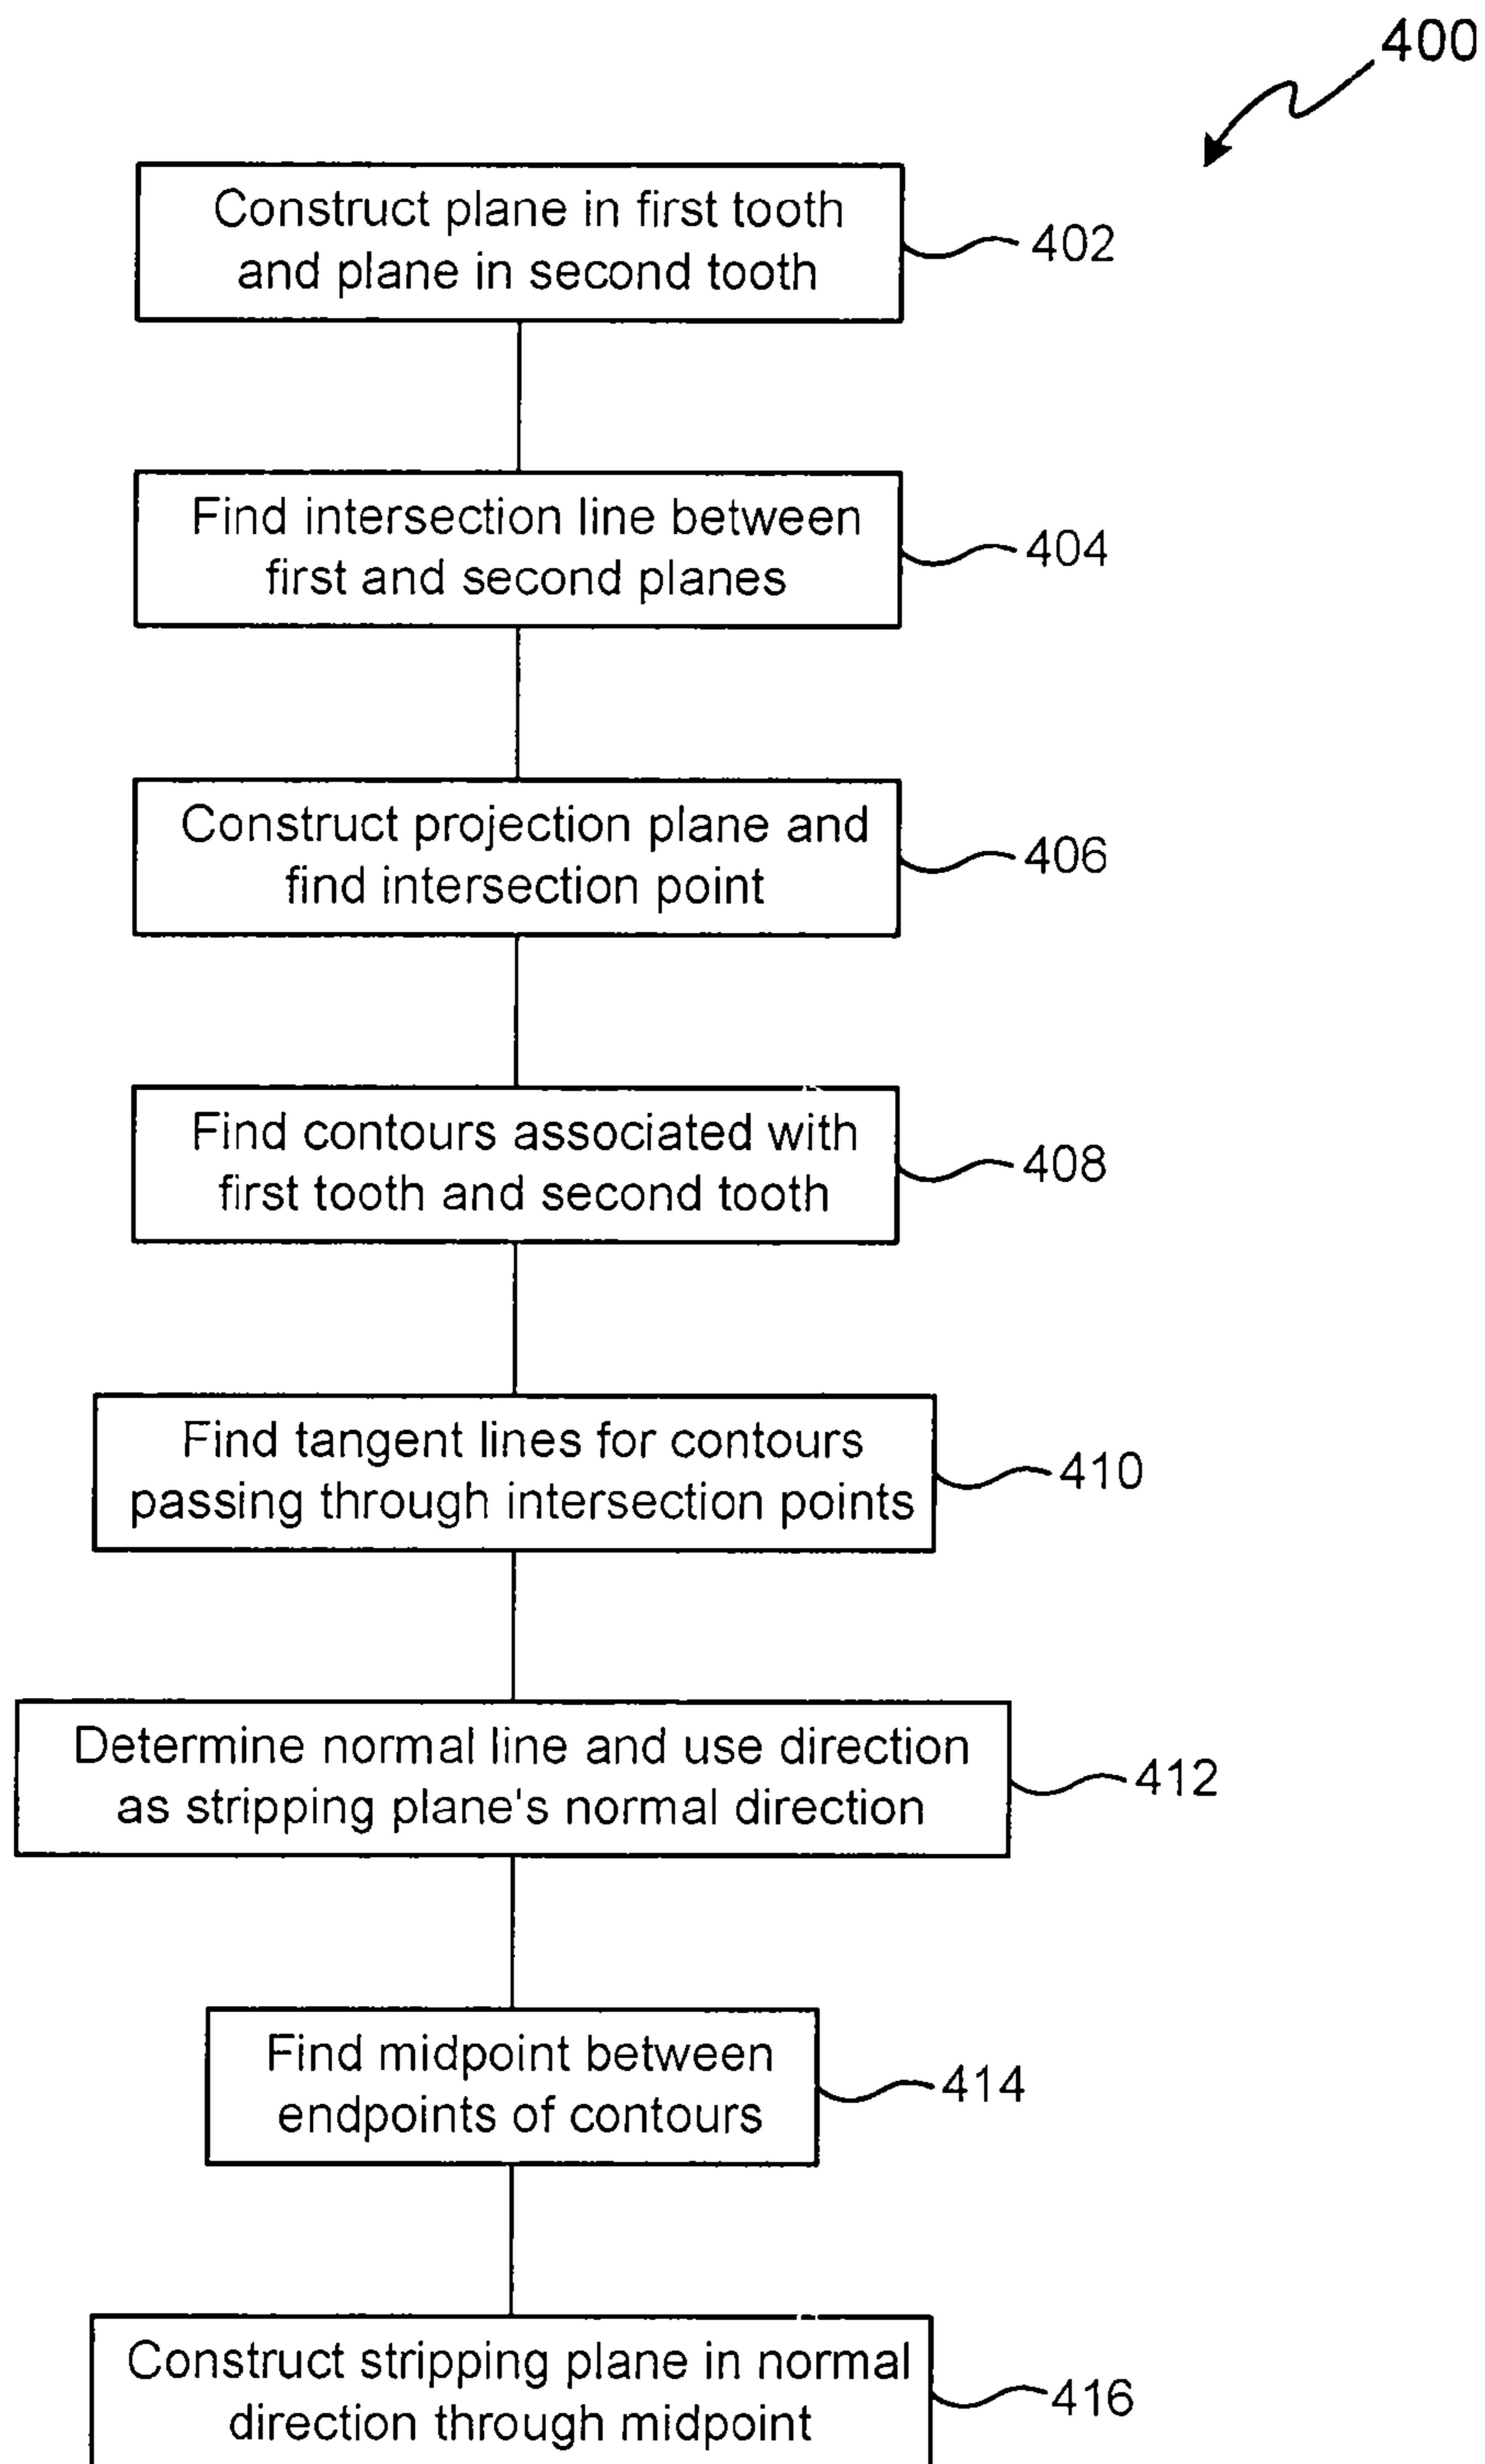 400
Construct plane in first tooth
and plane in second tooth
402
Find intersection line between
first and second planes
404
Construct projection plane and
find intersection point
406
Find contours associated with
first tooth and second tooth
408
Find tangent lines for contours
passing through intersection points
410
Determine normal line and use direction
as stripping plane's normal direction
412
Find midpoint between
endpoints of contours
414
Construct stripping plane in normal
direction through midpoint
416